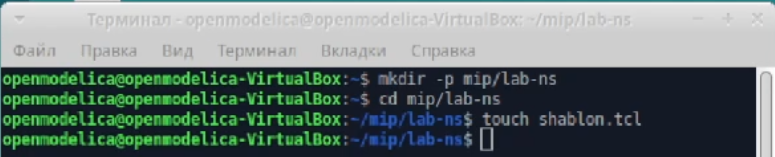 Терминал - openmodelica@openmodelica-VirtualBox: ~/mip/lab-ns
Файл Правка Вид Терминал Вкладки Справка
openmodelica@openmodelica-VirtualBox:~$ mkdir -p mip/lab-ns
openmodelica@openmodelica-VirtualBox:~$ cd mip/lab-ns
openmodelica@openmodelica-VirtualBox:~/mip/lab-ns$ touch shablon.tcl
openmodelica@openmodelica-VirtualBox:~/mip/lab-ns$